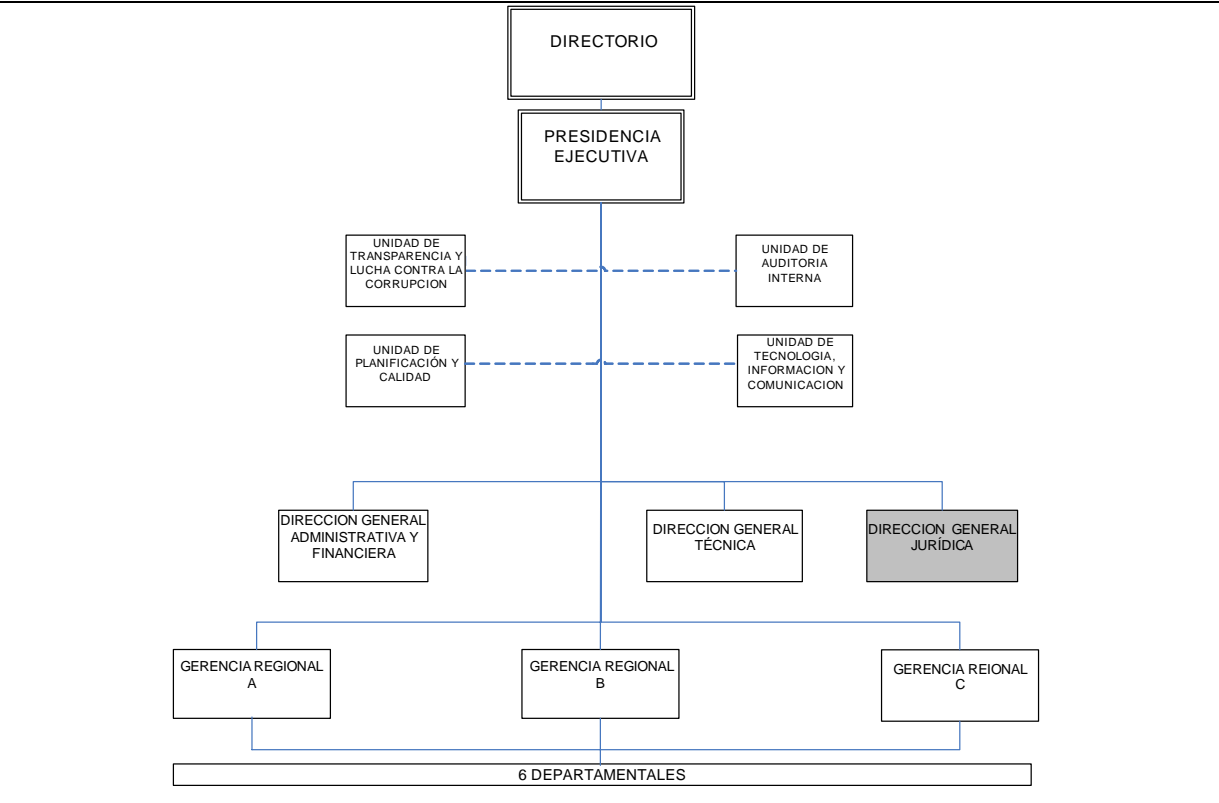 DIRECTORIO
PRESIDENCIA
EJECUTIVA
UNIDAD DE
TRANSPARENCIA Y
LUCHA CONTRA LA
CORRUPCION
UNIDAD DE
AUDITORIA
INTERNA
UNIDAD DE
PLANIFICACIÓN Y
CALIDAD
UNIDAD DE
TECNOLOGIA,
INFORMACION Y
COMUNICACION
DIRECCION GENERAL
ADMINISTRATIVA Y
FINANCIERA
DIRECCION GENERAL
TÉCNICA
DIRECCION GENERAL
JURÍDICA
GERENCIA REGIONAL
A
GERENCIA REGIONAL
B
GERENCIA REIONAL
C
6 DEPARTAMENTALES